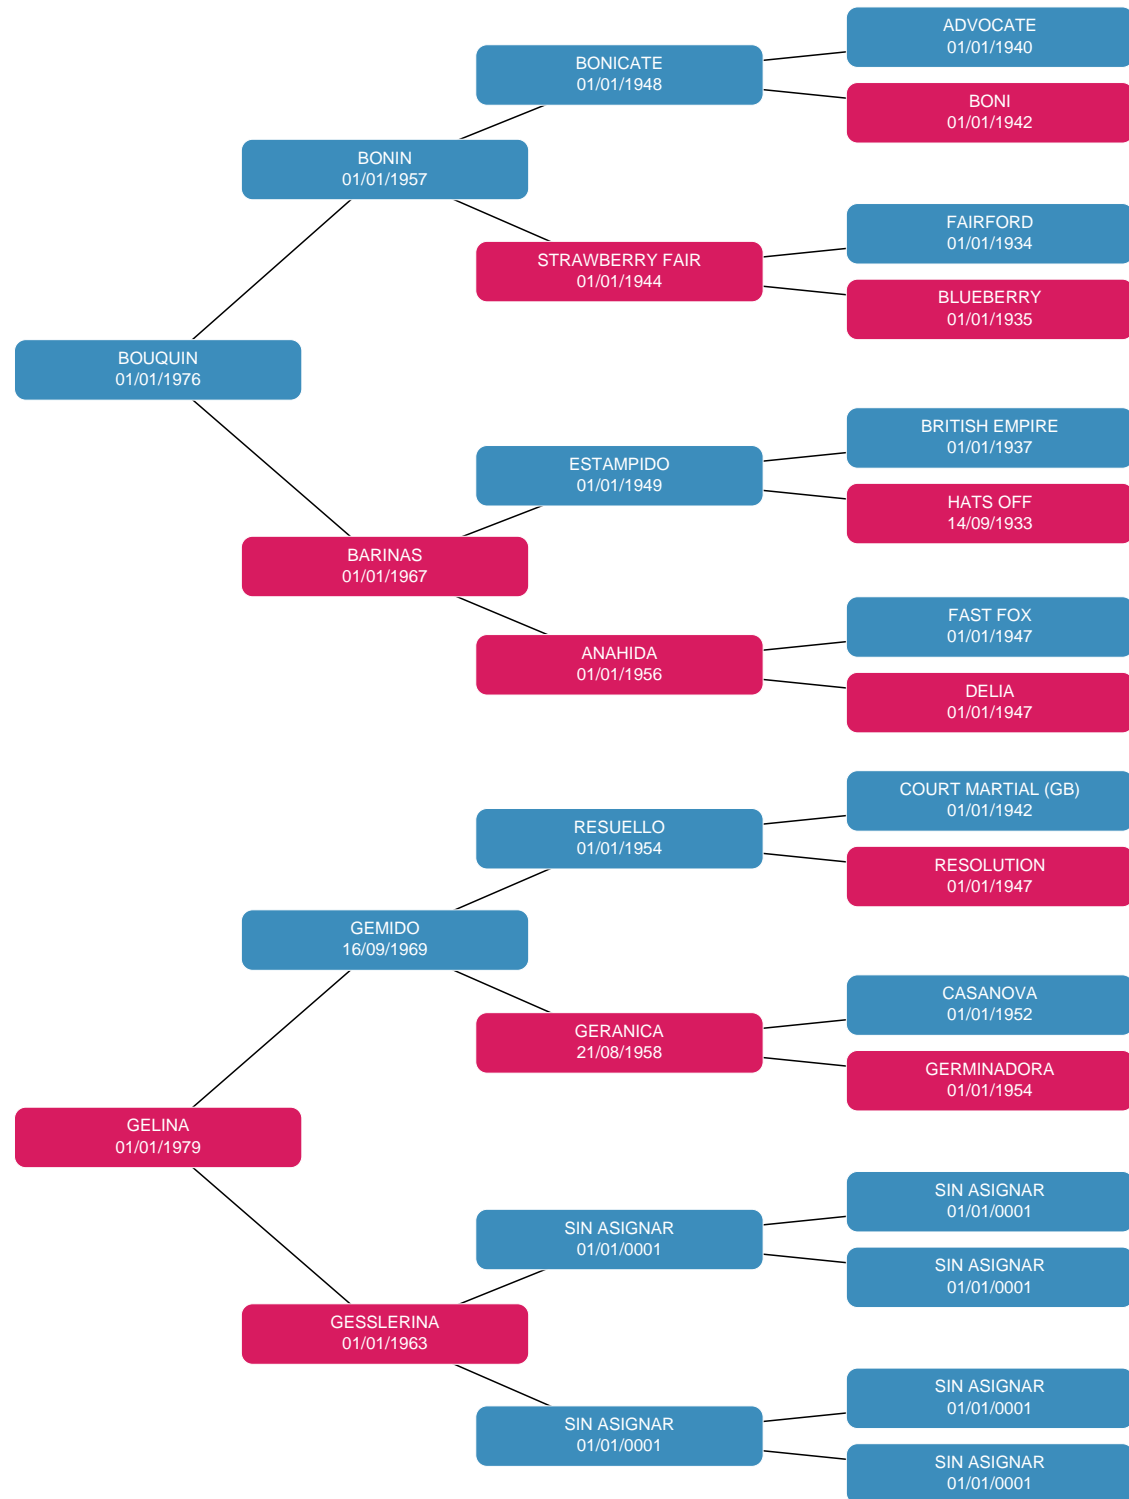 ADVOCATE
01/01/1940
BONICATE
01/01/1948
BONI
01/01/1942
BONIN
01/01/1957
FAIRFORD
01/01/1934
STRAWBERRY FAIR
01/01/1944
BLUEBERRY
01/01/1935
BOUQUIN
01/01/1976
BRITISH EMPIRE
01/01/1937
ESTAMPIDO
01/01/1949
HATS OFF
14/09/1933
BARINAS
01/01/1967
FAST FOX
01/01/1947
ANAHIDA
01/01/1956
DELIA
01/01/1947
COURT MARTIAL (GB)
01/01/1942
RESUELLO
01/01/1954
RESOLUTION
01/01/1947
GEMIDO
16/09/1969
CASANOVA
01/01/1952
GERANICA
21/08/1958
GERMINADORA
01/01/1954
GELINA
01/01/1979
SIN ASIGNAR
01/01/0001
SIN ASIGNAR
01/01/0001
SIN ASIGNAR
01/01/0001
GESSLERINA
01/01/1963
SIN ASIGNAR
01/01/0001
SIN ASIGNAR
01/01/0001
SIN ASIGNAR
01/01/0001